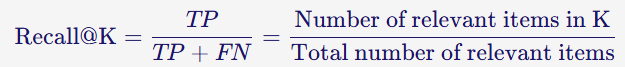 Recall@K = TP / (TP + FN) = Number of relevant items in K / Total number of relevant items